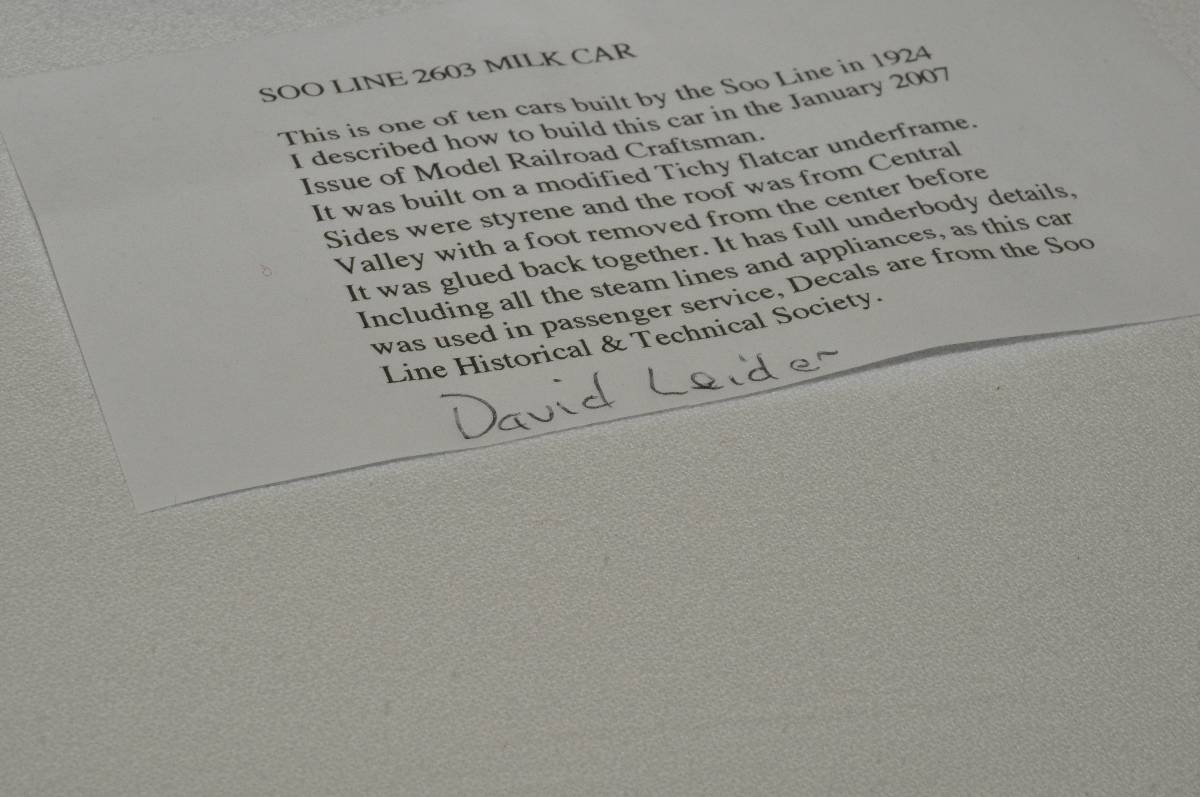 SOO LINE 2603 MILK CAR
This is one of ten cars built by the Soo Line in 1924
I described how to build this car in the January 2007
Issue of Model Railroad Craftsman.
It was built on a modified Tichy flatcar underframe.
Sides were styrene and the roof was from Central
Valley with a foot removed from the center before
It was glued back together. It has full underbody details,
Including all the steam lines and appliances, as this car
was used in passenger service, Decals are from the Soo
Line Historical & Technical Society.
David Leider